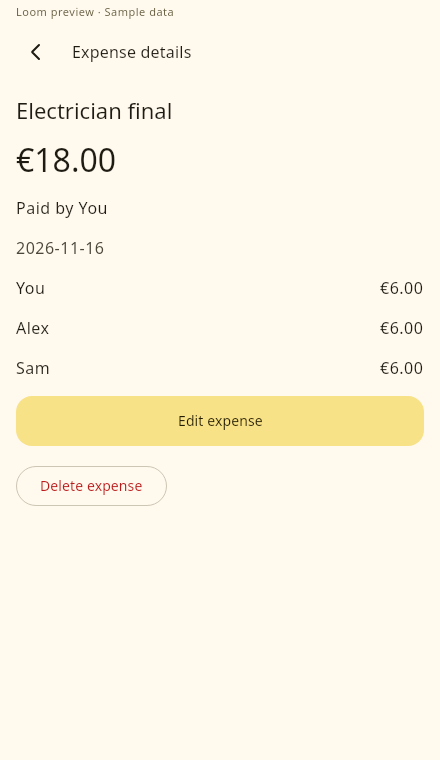 Loom preview · Sample data
Expense details
Electrician final
€18.00
Paid by You
2026-11-16
You €6.00
Alex €6.00
Sam €6.00
Edit expense
Delete expense